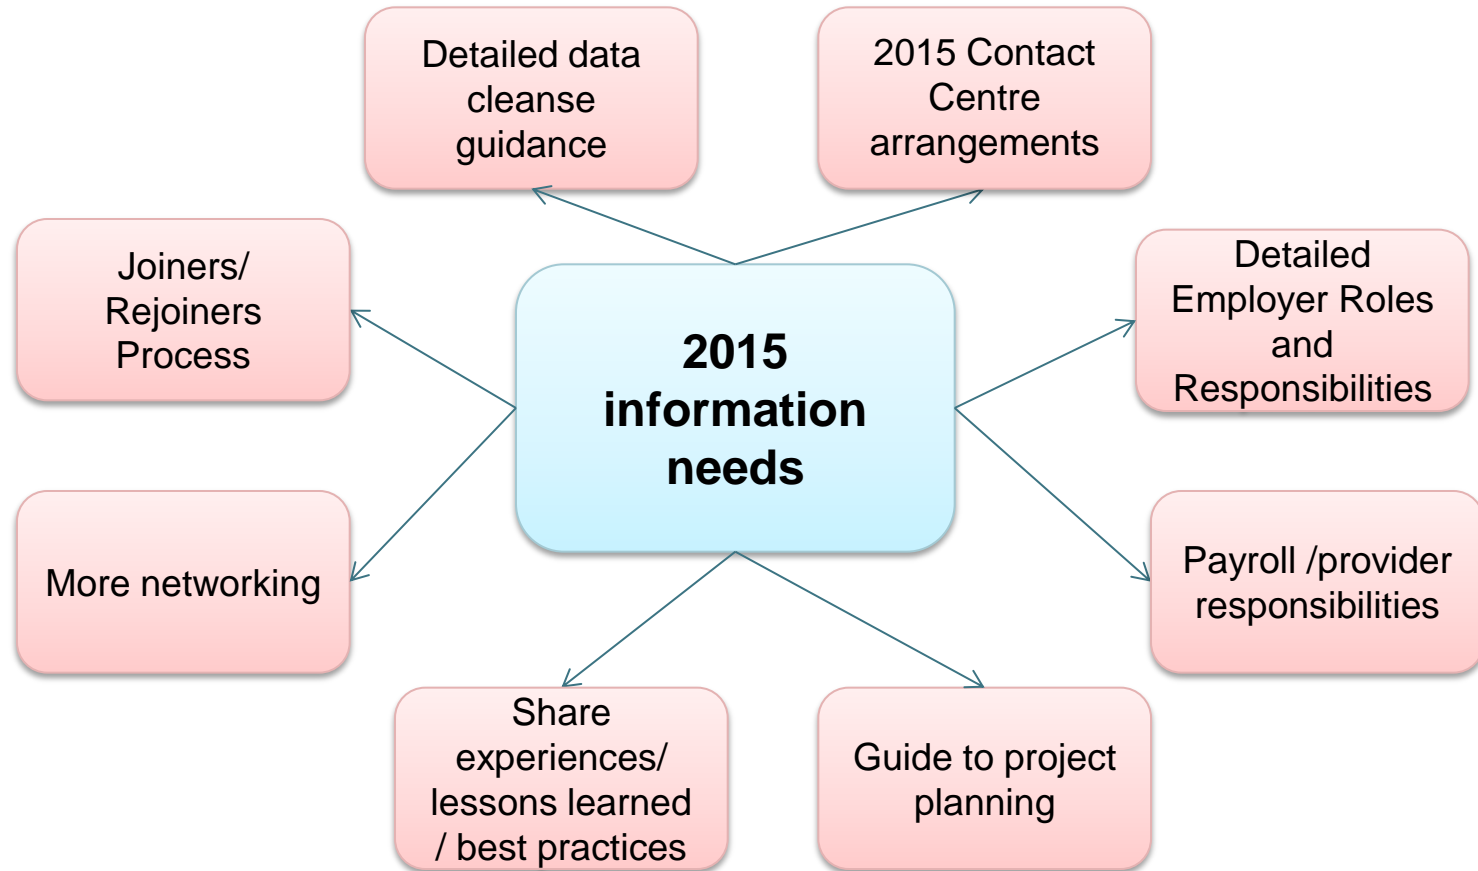 Detailed data
cleanse
guidance
2015 Contact
Centre
arrangements
Joiners/
Rejoiners
Process
2015
information
needs
Detailed
Employer Roles
and
Responsibilities
More networking
Payroll /provider
responsibilities
Share
experiences/
lessons learned
/ best practices
Guide to project
planning